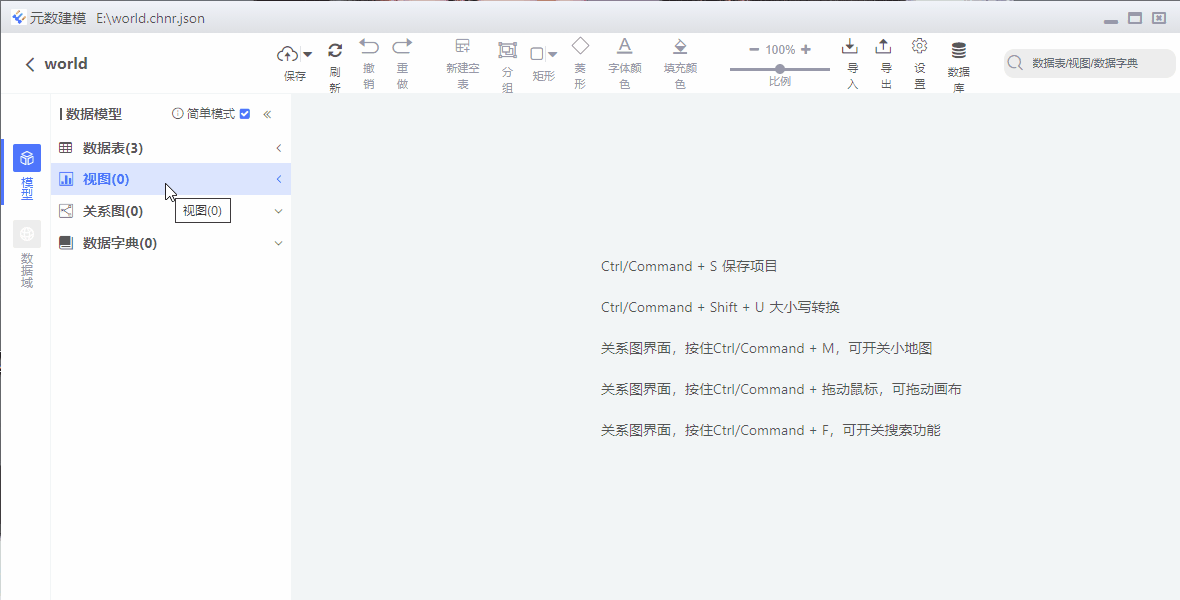 元数建模 E:\world.chnr.json
world
保存
刷新
撤销
重做
新建空表
分组
矩形
菱形
A
字体颜色
填充颜色
100%
比例
导入
导出
设置
数据库
数据表/视图/数据字典
模型
数据域
数据模型
简单模式
数据表(3)
视图(0)
视图(0)
关系图(0)
数据字典(0)
Ctrl/Command + S 保存项目
Ctrl/Command + Shift + U 大小写转换
关系图界面，按住Ctrl/Command + M，可开关小地图
关系图界面，按住Ctrl/Command + 拖动鼠标，可拖动画布
关系图界面，按住Ctrl/Command + F，可开关搜索功能